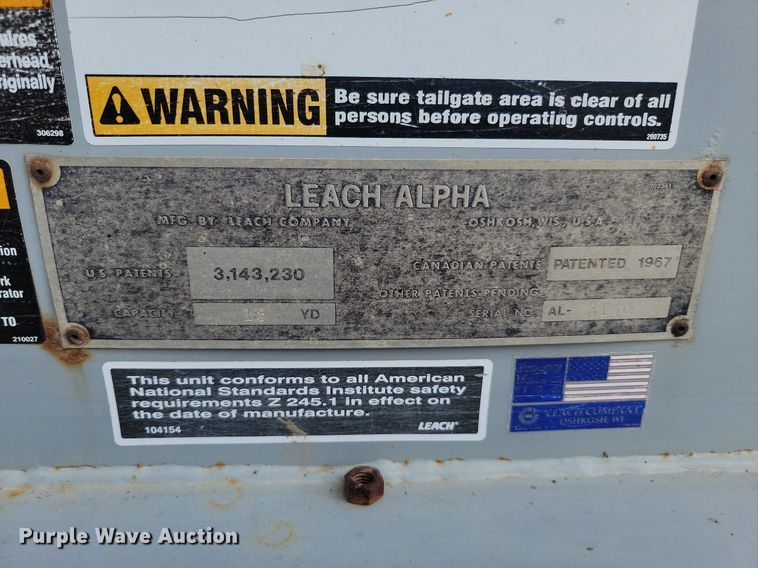 uires
erhead
riginally
306298
WARNING
Be sure tailgate area is clear of all
persons before operating controls.
200735
LEACH ALPHA
MFG. BY LEACH COMPANY OSHKOSH, WIS., U.S.A.
U.S. PATENTS 3,143,230
CANADIAN PATENTS PATENTED 1967
OTHER PATENTS PENDING
CAPACITY YD
SERIAL NO. AL-
ion
rk
rator
TO
210027
This unit conforms to all American
National Standards Institute safety
requirements Z 245.1 in effect on
the date of manufacture.
104154 LEACH®
LEACH COMPANY
OSHKOSH, WI
Purple Wave Auction